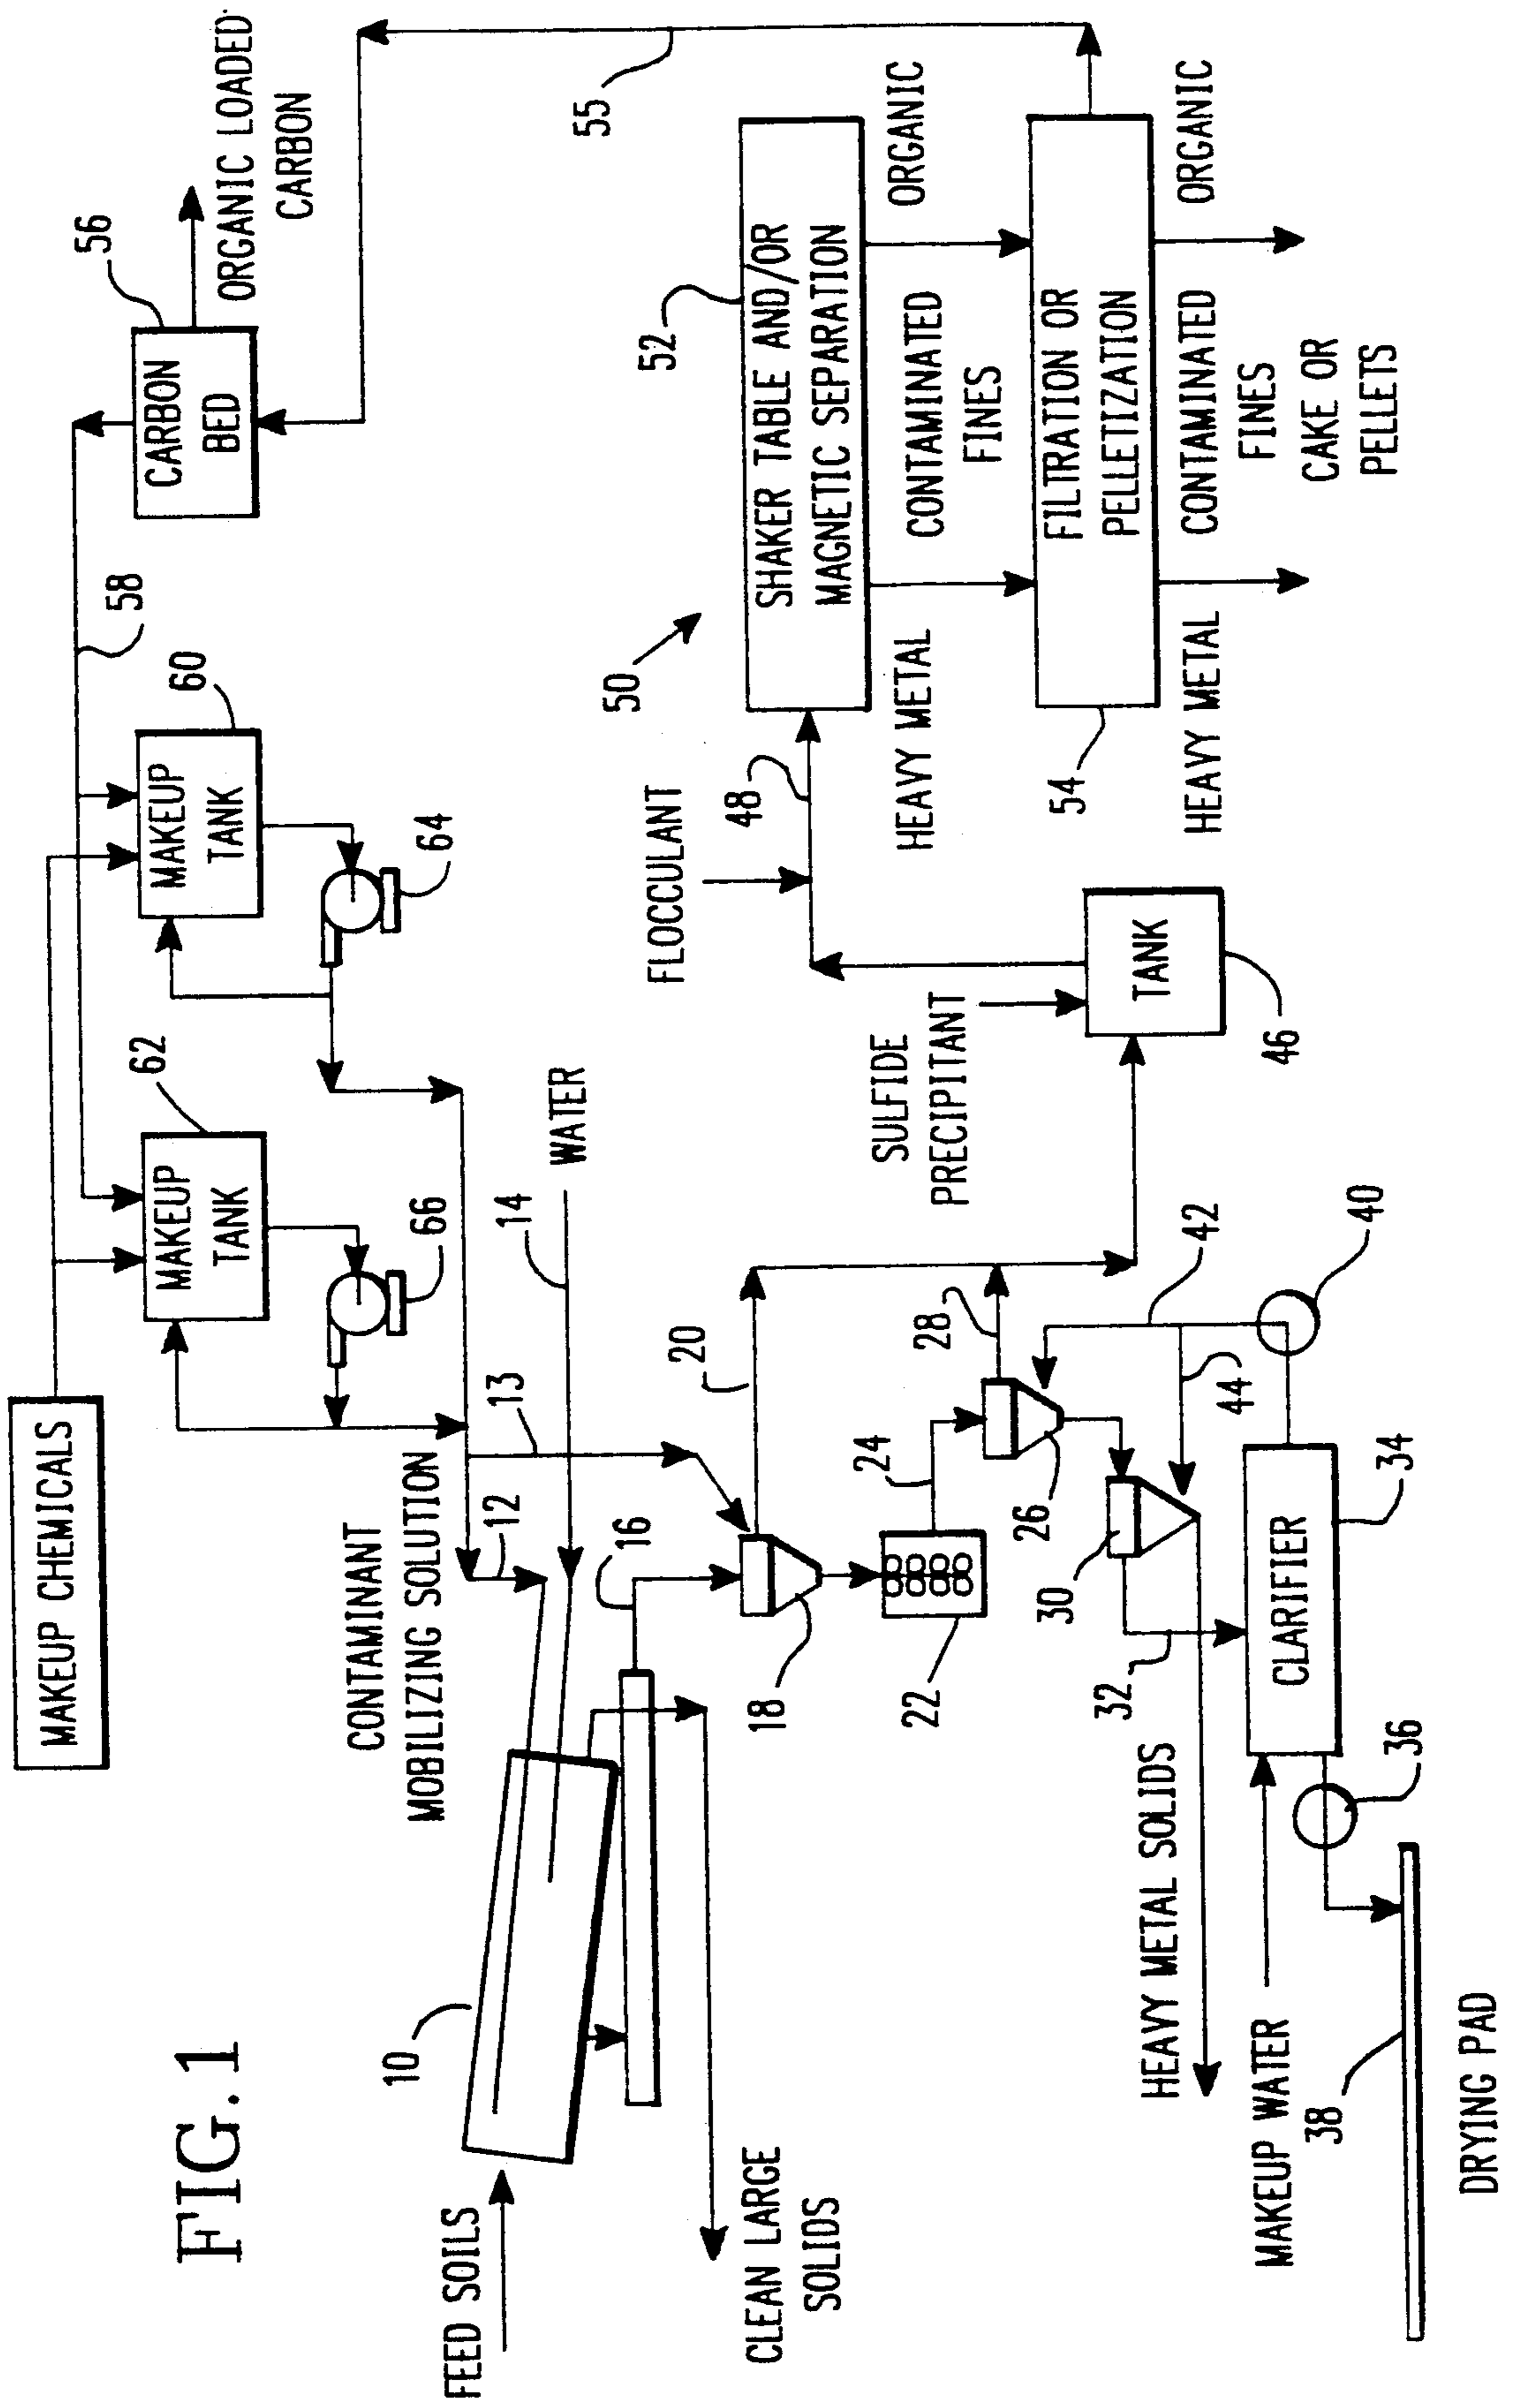 FIG. 1
MAKEUP CHEMICALS
62
MAKEUP
TANK
66
60
MAKEUP
TANK
64
58
56
CARBON
BED
ORGANIC LOADED
CARBON
55
CONTAMINANT
MOBILIZING SOLUTION
12
13
14
WATER
10
FEED SOILS
16
CLEAN LARGE
SOLIDS
18
20
22
24
26
28
30
32
HEAVY METAL SOLIDS
MAKEUP WATER
CLARIFIER
34
36
38
DRYING PAD
40
42
44
SULFIDE
PRECIPITANT
TANK
46
FLOCCULANT
48
50
52
SHAKER TABLE AND/OR
MAGNETIC SEPARATION
HEAVY METAL
CONTAMINATED
FINES
ORGANIC
54
FILTRATION OR
PELLETIZATION
HEAVY METAL
CONTAMINATED
FINES
CAKE OR
PELLETS
ORGANIC